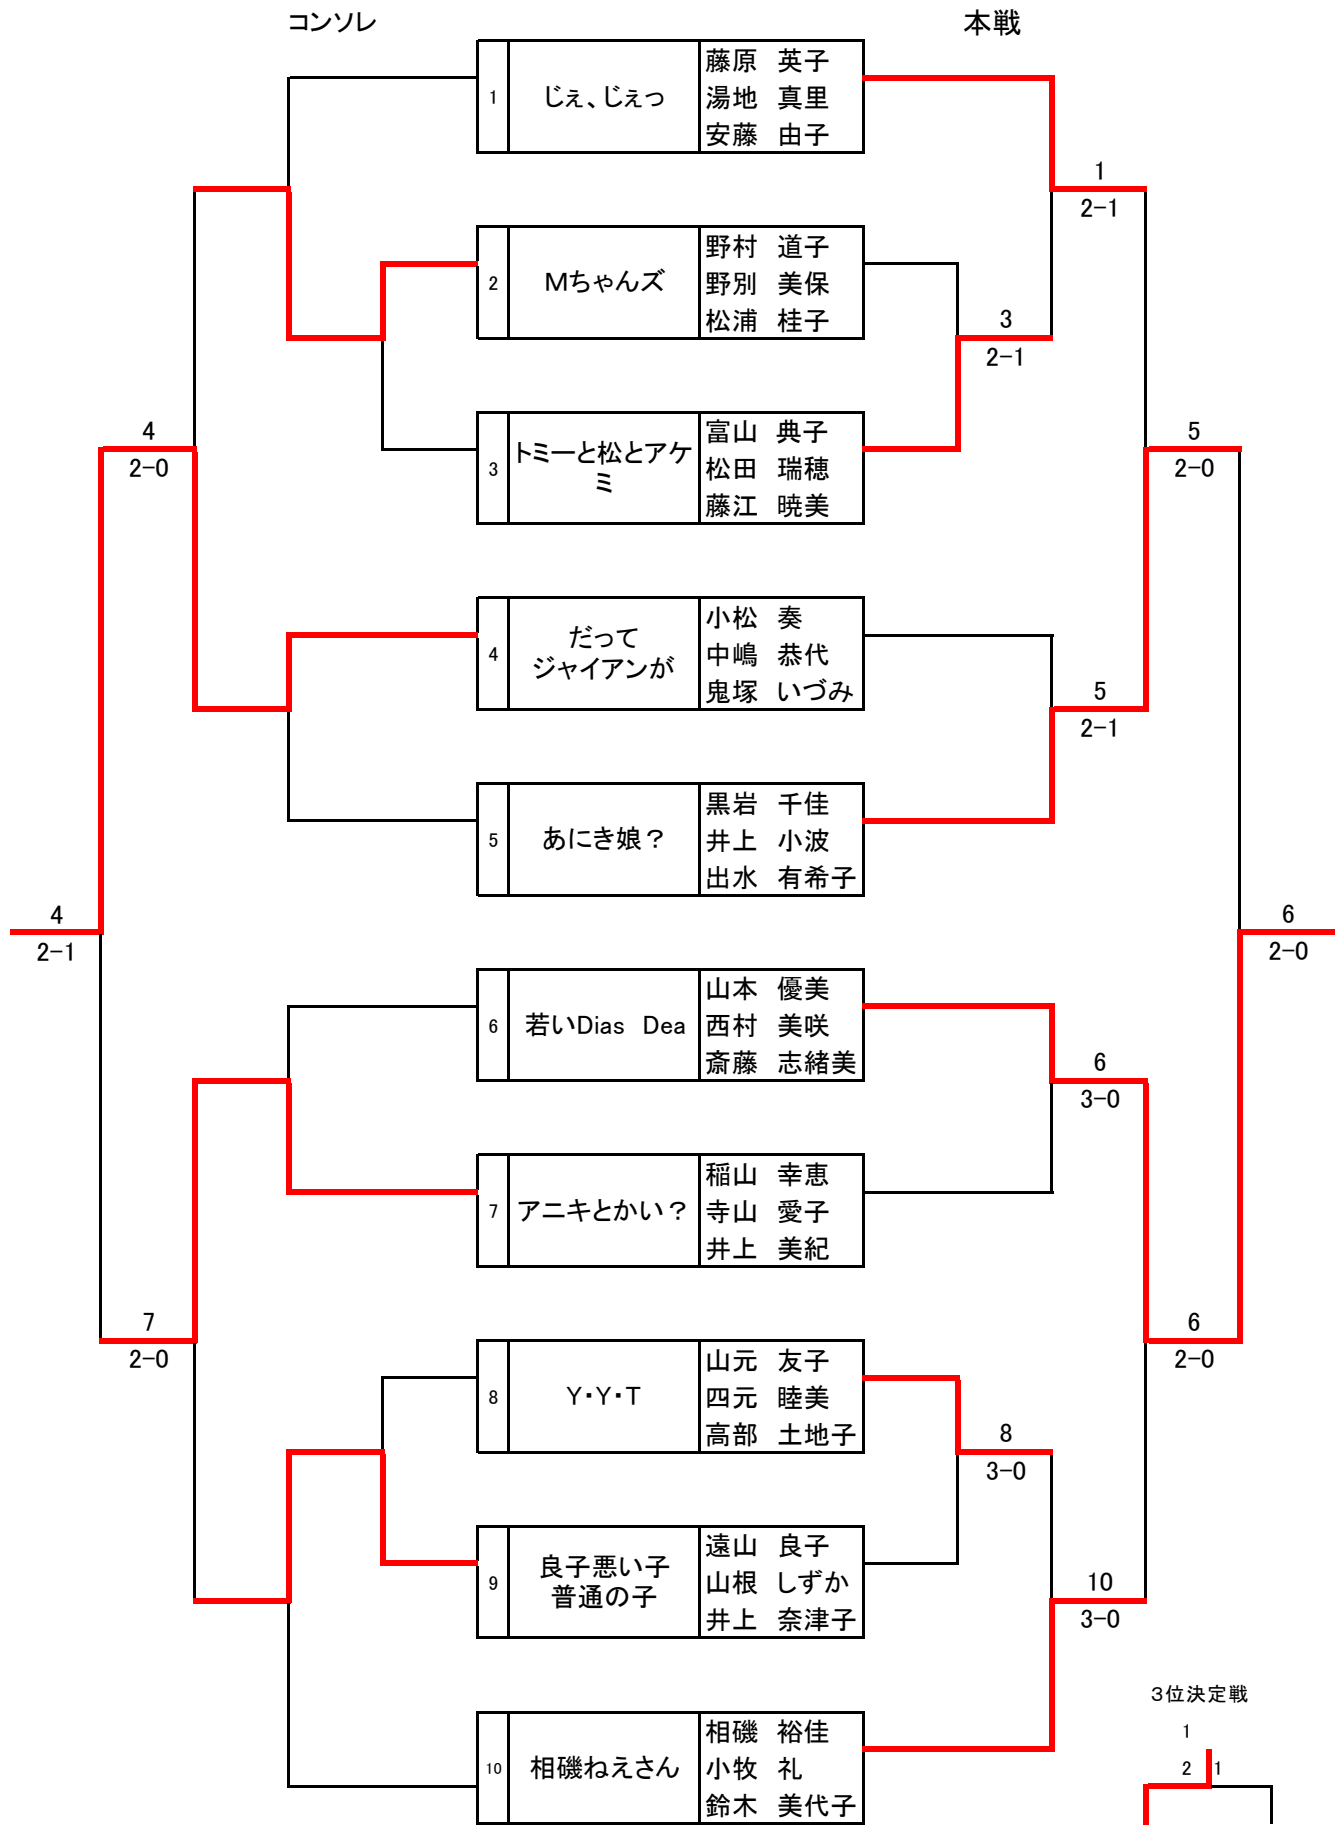 コンソレ
本戦
1
じぇ、じぇっ
藤原　英子
湯地　真里
安藤　由子
1
2-1
2
Mちゃんズ
野村　道子
野別　美保
松浦　桂子
3
2-1
3
トミーと松とアケ
ミ
富山　典子
松田　瑞穂
藤江　暁美
4
2-0
5
2-0
4
だって
ジャイアンが
小松　奏
中嶋　恭代
鬼塚　いづみ
5
2-1
5
あにき娘？
黒岩　千佳
井上　小波
出水　有希子
4
2-1
6
2-0
6
若いDias　Dea
山本　優美
西村　美咲
斎藤　志緒美
6
3-0
7
アニキとかい？
稲山　幸恵
寺山　愛子
井上　美紀
7
2-0
6
2-0
8
Y・Y・T
山元　友子
四元　睦美
高部　土地子
8
3-0
9
良子悪い子
普通の子
遠山　良子
山根　しずか
井上　奈津子
10
3-0
10
相磯ねえさん
相磯　裕佳
小牧　礼
鈴木　美代子
3位決定戦
1
2 1